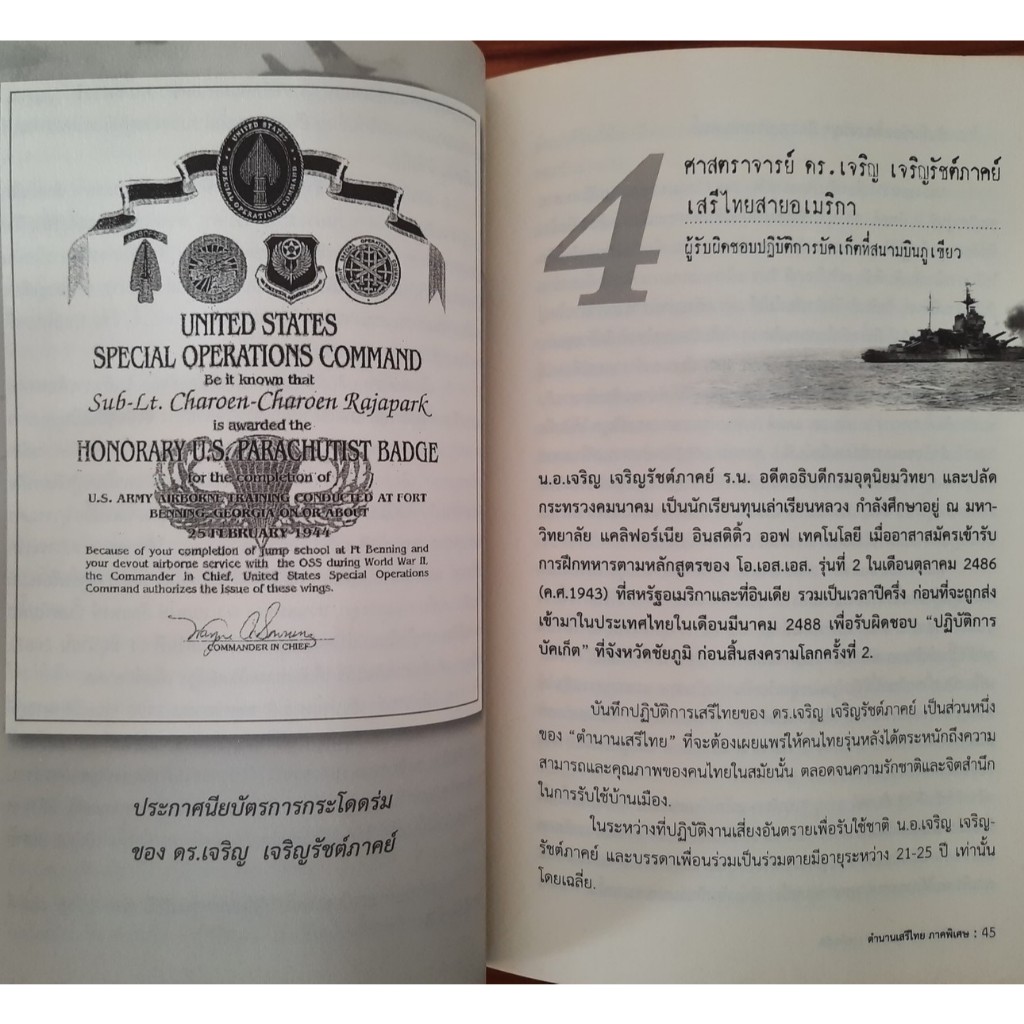 UNITED STATES
SPECIAL OPERATIONS COMMAND
AIRBORNE
UNITED STATES
SPECIAL OPERATIONS COMMAND
Be it known that
Sub-Lt. Charoen-Charoen Rajapark
is awarded the
HONORARY U.S. PARACHUTIST BADGE
for the completion of
U.S. ARMY AIRBORNE TRAINING CONDUCTED AT FORT
BENNING, GEORGIA ON OR ABOUT
25 FEBRUARY 1944
Because of your completion of jump school at Ft Benning and
your devout airborne service with the OSS during World War II.
the Commander in Chief, United States Special Operations
Command authorizes the issue of these wings.
COMMANDER IN CHIEF
ประกาศนียบัตรการกระโดดร่ม
ของ ดร.เจริญ เจริญรัชต์ภาคย์
4
ศาสตราจารย์ ดร.เจริญ เจริญรัชต์ภาคย์
เสรีไทยสายอเมริกา
ผู้รับผิดชอบปฏิบัติการบัคเก็ตที่สนามบินภูเขียว
น.อ.เจริญ เจริญรัชต์ภาคย์ ร.น. อดีตอธิบดีกรมอุตุนิยมวิทยา และปลัด
กระทรวงคมนาคม เป็นนักเรียนทุนเล่าเรียนหลวง กำลังศึกษาอยู่ ณ มหา-
วิทยาลัย แคลิฟอร์เนีย อินสติติ้ว ออฟ เทคโนโลยี เมื่ออาสาสมัครเข้ารับ
การฝึกทหารตามหลักสูตรของ โอ.เอส.เอส. รุ่นที่ 2 ในเดือนตุลาคม 2486
(ค.ศ.1943) ที่สหรัฐอเมริกาและที่อินเดีย รวมเป็นเวลาปีครึ่ง ก่อนที่จะถูกส่ง
เข้ามาในประเทศไทยในเดือนมีนาคม 2488 เพื่อรับผิดชอบ "ปฏิบัติการ
บัคเก็ต" ที่จังหวัดชัยภูมิ ก่อนสิ้นสงครามโลกครั้งที่ 2.
บันทึกปฏิบัติการเสรีไทยของ ดร.เจริญ เจริญรัชต์ภาคย์ เป็นส่วนหนึ่ง
ของ "ตำนานเสรีไทย" ที่จะต้องเผยแพร่ให้คนไทยรุ่นหลังได้ตระหนักถึงความ
สามารถและคุณภาพของคนไทยในสมัยนั้น ตลอดจนความรักชาติและจิตสำนึก
ในการรับใช้บ้านเมือง.
ในระหว่างที่ปฏิบัติงานเสี่ยงอันตรายเพื่อรับใช้ชาติ น.อ.เจริญ เจริญ-
รัชต์ภาคย์ และบรรดาเพื่อนร่วมเป็นร่วมตายมีอายุระหว่าง 21-25 ปี เท่านั้น
โดยเฉลี่ย.
ตำนานเสรีไทย ภาคพิเศษ : 45